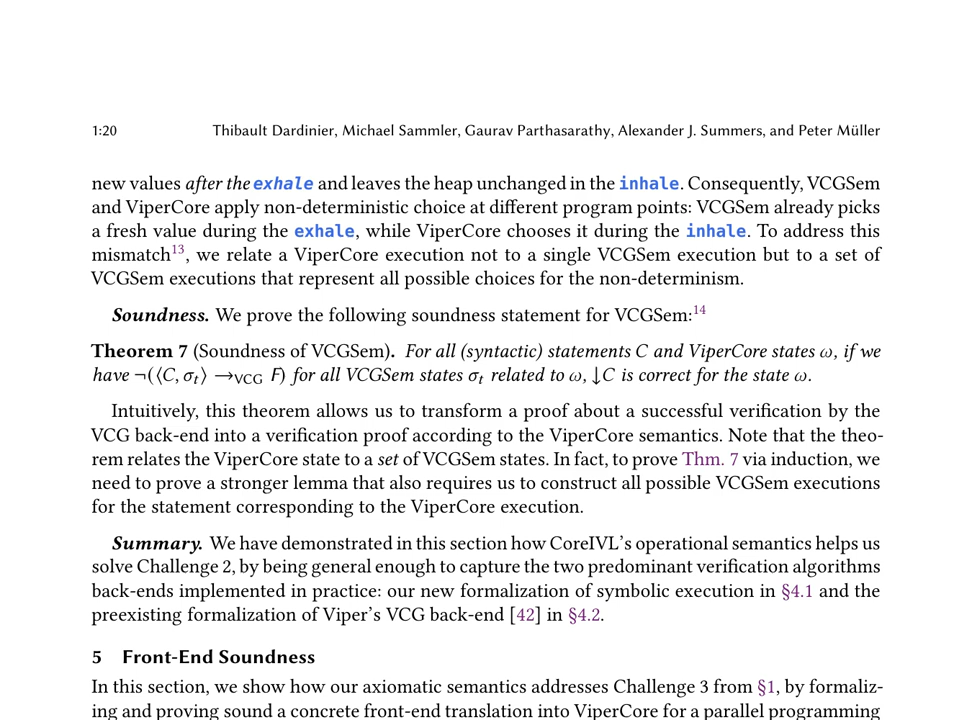 1:20 Thibault Dardinier, Michael Sammler, Gaurav Parthasarathy, Alexander J. Summers, and Peter Müller
new values after the exhale and leaves the heap unchanged in the inhale. Consequently, VCGSem
and ViperCore apply non-deterministic choice at different program points: VCGSem already picks
a fresh value during the exhale, while ViperCore chooses it during the inhale. To address this
mismatch¹³, we relate a ViperCore execution not to a single VCGSem execution but to a set of
VCGSem executions that represent all possible choices for the non-determinism.
Soundness. We prove the following soundness statement for VCGSem:¹⁴
Theorem 7 (Soundness of VCGSem). For all (syntactic) statements C and ViperCore states ω, if we
have ¬(⟨C, σₜ⟩ →VCG F) for all VCGSem states σₜ related to ω, ↓C is correct for the state ω.
Intuitively, this theorem allows us to transform a proof about a successful verification by the
VCG back-end into a verification proof according to the ViperCore semantics. Note that the theo-
rem relates the ViperCore state to a set of VCGSem states. In fact, to prove Thm. 7 via induction, we
need to prove a stronger lemma that also requires us to construct all possible VCGSem executions
for the statement corresponding to the ViperCore execution.
Summary. We have demonstrated in this section how CoreIVL's operational semantics helps us
solve Challenge 2, by being general enough to capture the two predominant verification algorithms
back-ends implemented in practice: our new formalization of symbolic execution in §4.1 and the
preexisting formalization of Viper's VCG back-end [42] in §4.2.
5 Front-End Soundness
In this section, we show how our axiomatic semantics addresses Challenge 3 from §1, by formaliz-
ing and proving sound a concrete front-end translation into ViperCore for a parallel programming